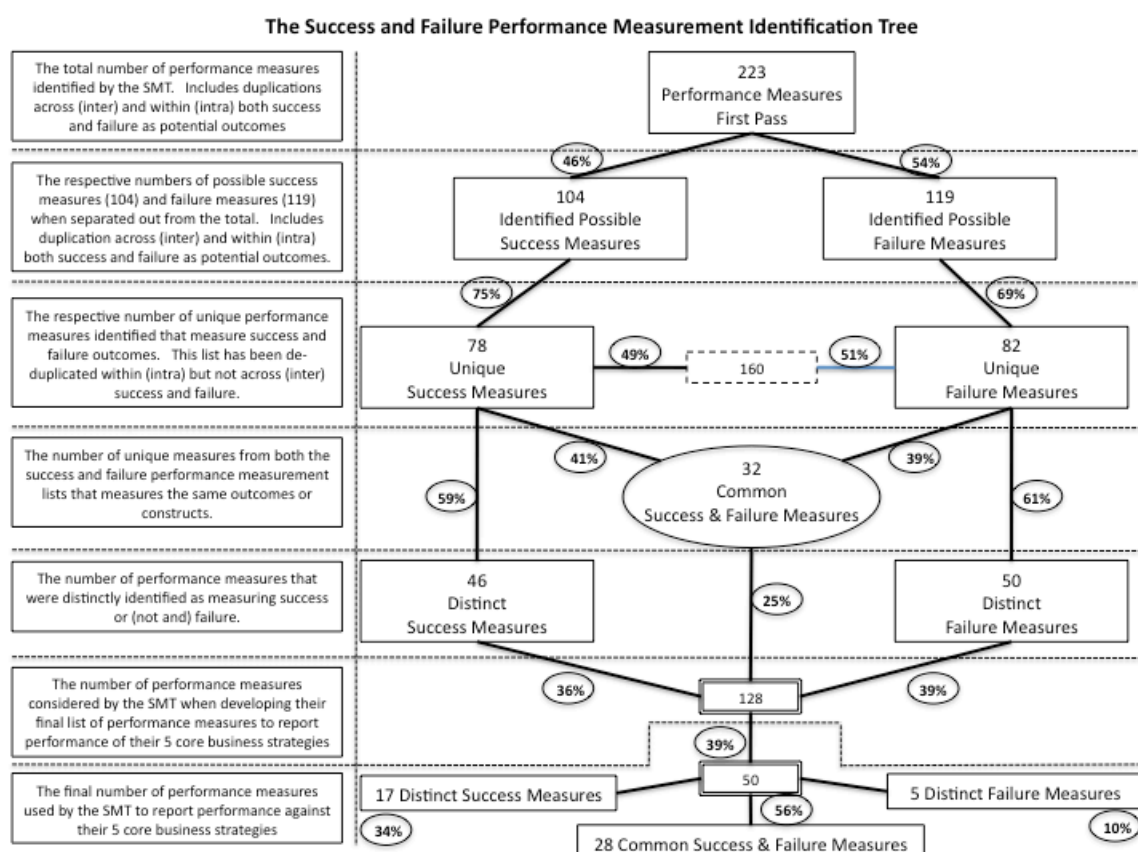 The Success and Failure Performance Measurement Identification Tree
The total number of performance measures
identified by the SMT. Includes duplications
across (inter) and within (intra) both success
and failure as potential outcomes
223
Performance Measures
First Pass
46%
54%
The respective numbers of possible success
measures (104) and failure measures (119)
when separated out from the total. Includes
duplication across (inter) and within (intra)
both success and failure as potential outcomes.
104
Identified Possible
Success Measures
119
Identified Possible
Failure Measures
75%
69%
The respective number of unique performance
measures identified that measure success and
failure outcomes. This list has been de-
duplicated within (intra) but not across (inter)
success and failure.
78
Unique
Success Measures
49%
160
51%
82
Unique
Failure Measures
The number of unique measures from both the
success and failure performance measurement
lists that measures the same outcomes or
constructs.
41%
39%
59%
32
Common
Success & Failure Measures
61%
The number of performance measures that
were distinctly identified as measuring success
or (not and) failure.
46
Distinct
Success Measures
25%
50
Distinct
Failure Measures
The number of performance measures
considered by the SMT when developing their
final list of performance measures to report
performance of their 5 core business strategies
36%
128
39%
39%
The final number of performance measures
used by the SMT to report performance against
their 5 core business strategies
17 Distinct Success Measures
50
5 Distinct Failure Measures
34%
56%
10%
28 Common Success & Failure Measures